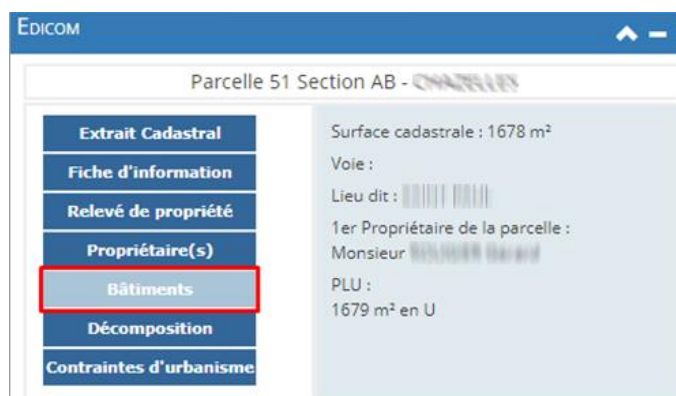 EDICOM
Parcelle 51 Section AB -
Extrait Cadastral
Fiche d'information
Relevé de propriété
Propriétaire(s)
Bâtiments
Décomposition
Contraintes d'urbanisme
Surface cadastrale : 1678 m²
Voie :
Lieu dit :
1er Propriétaire de la parcelle :
Monsieur
PLU :
1679 m² en U